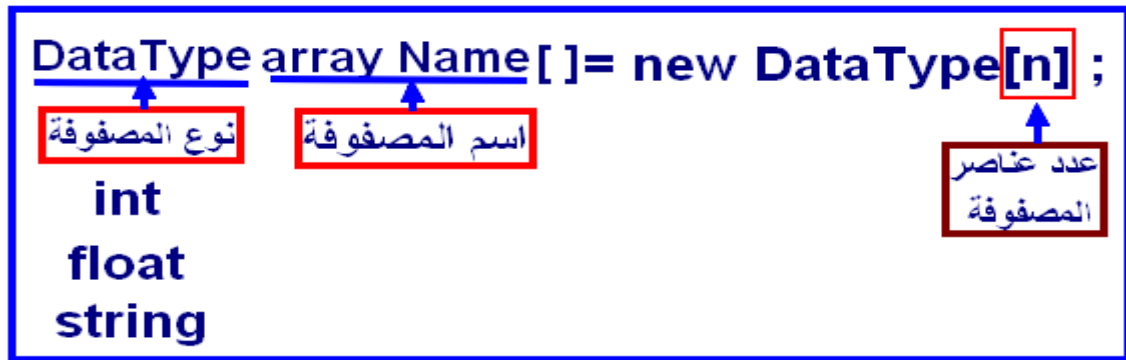 DataType array Name[ ]= new DataType[n] ;
نوع المصفوفة
اسم المصفوفة
عدد عناصر
المصفوفة
int
float
string